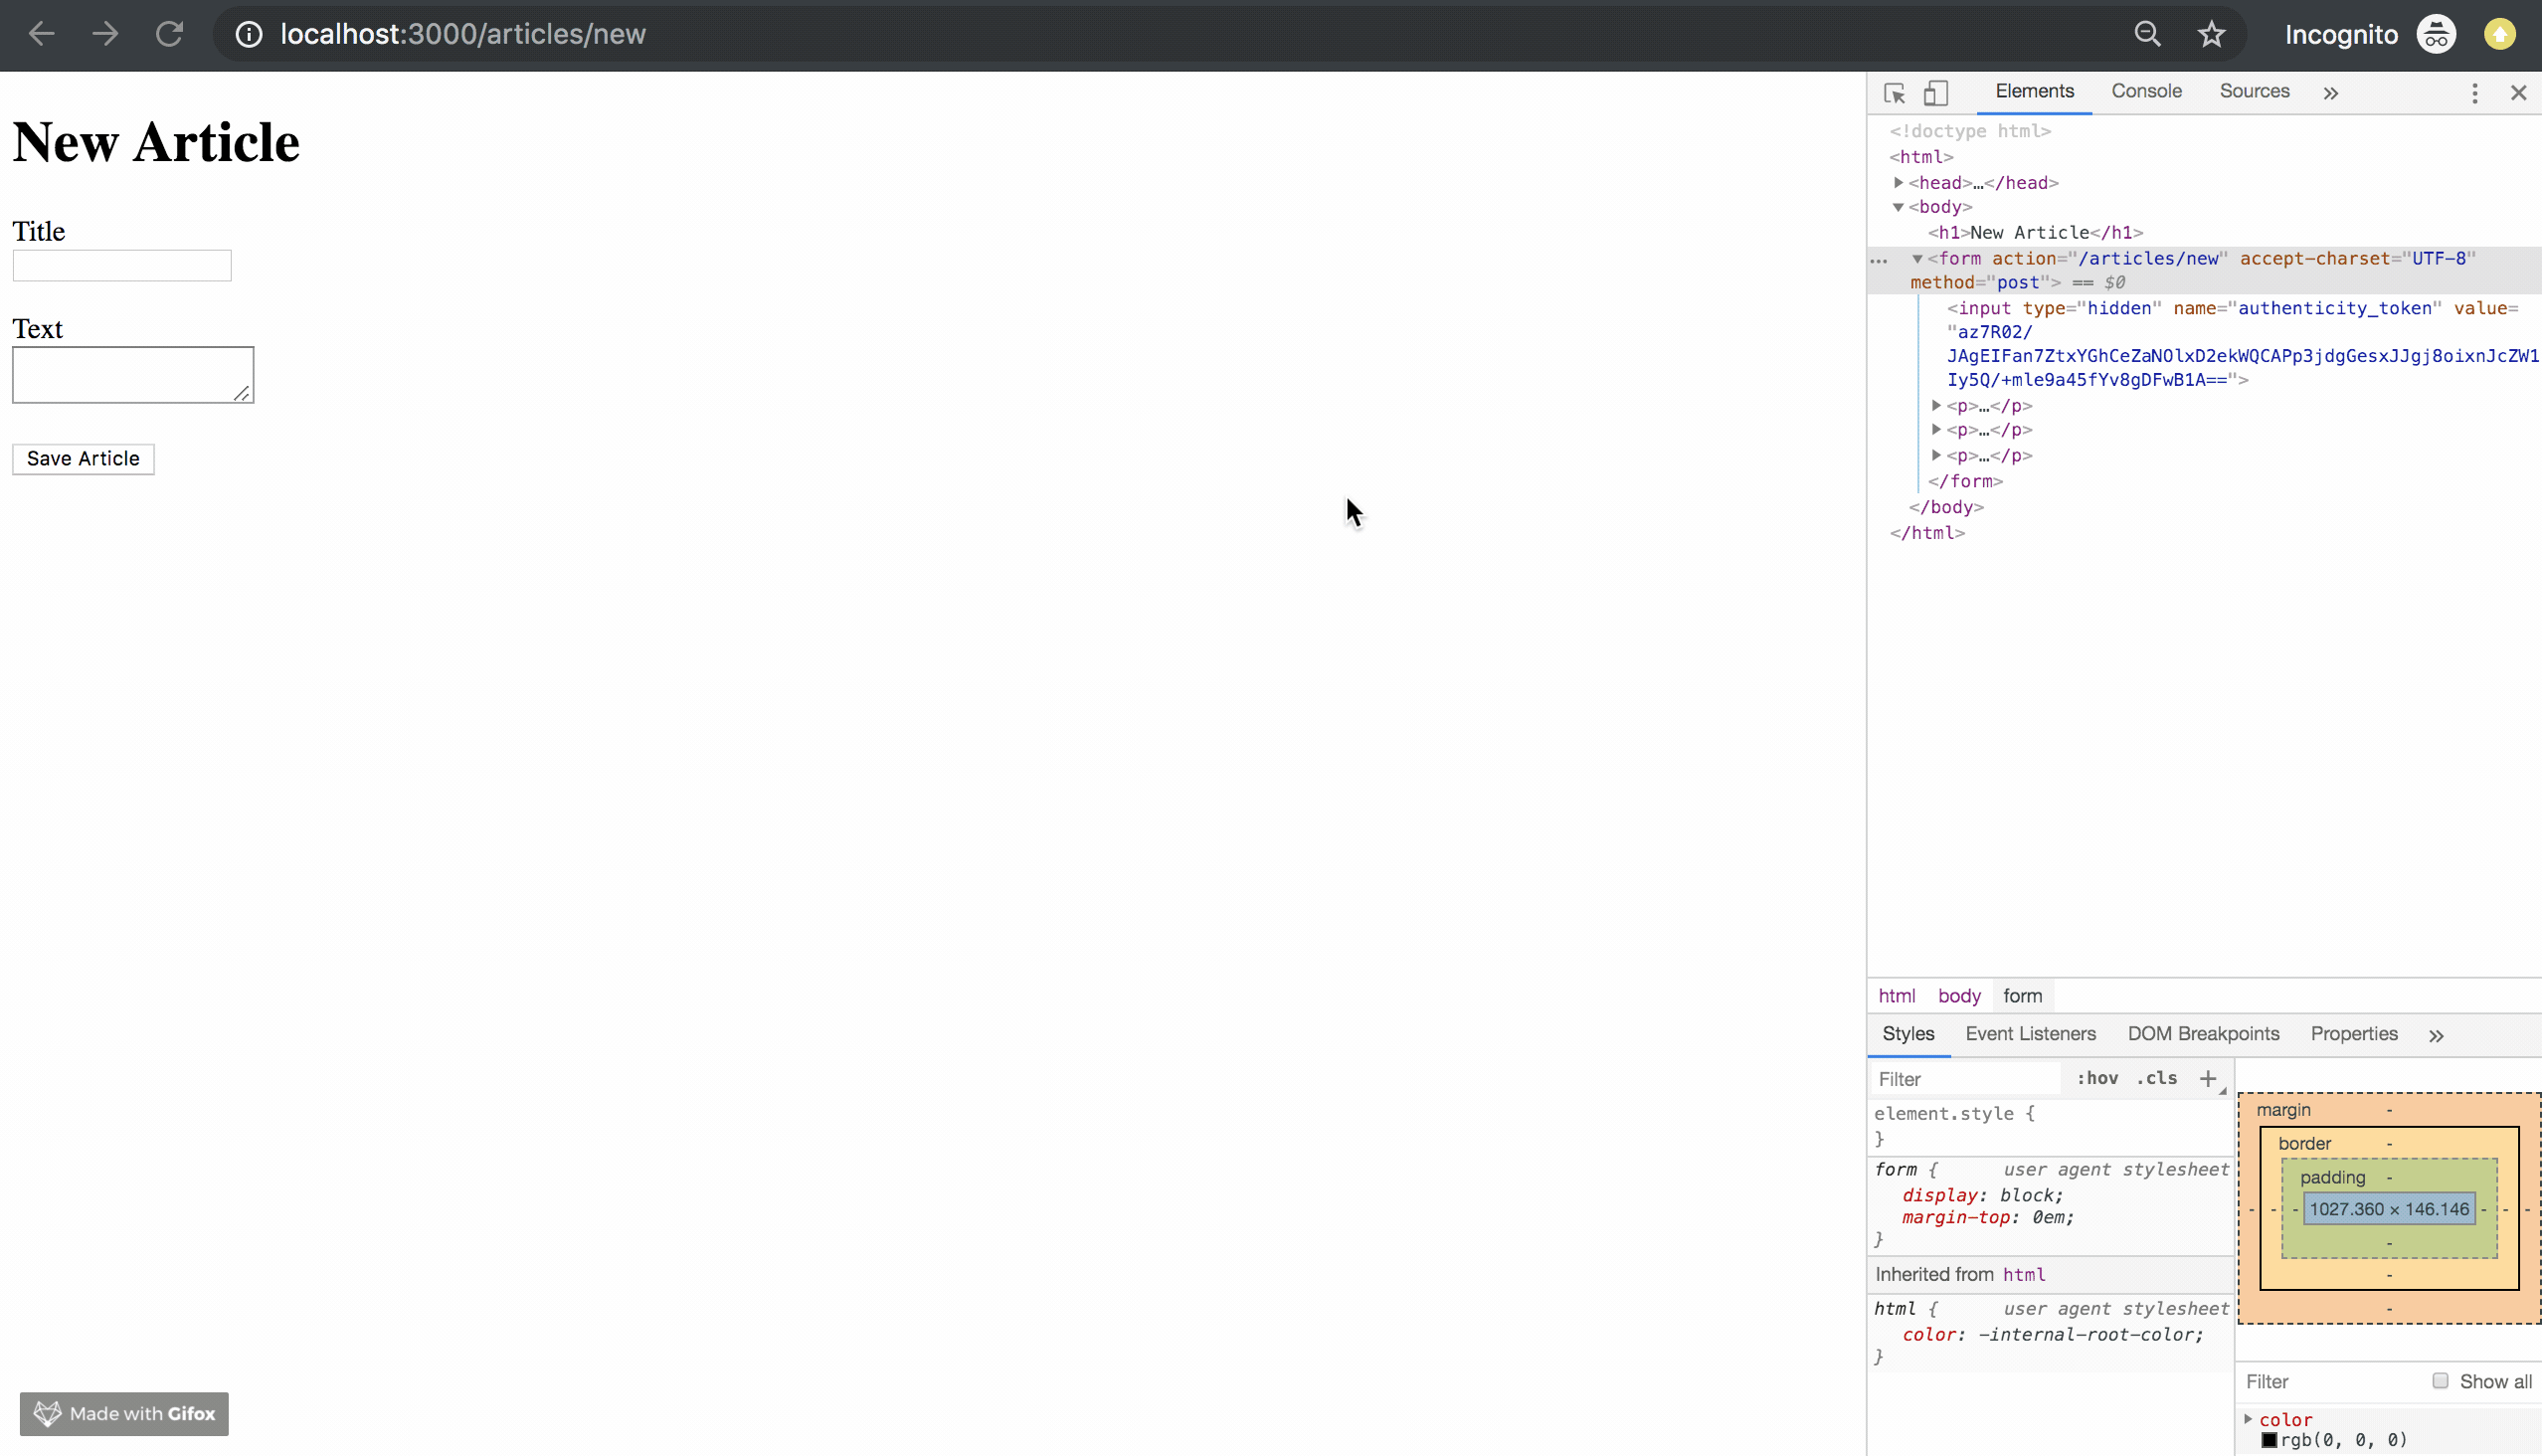 localhost:3000/articles/new
Incognito
New Article
Title
Text
Save Article
Elements
Console
Sources
»
<!doctype html>
<html>
<head>…</head>
<body>
<h1>New Article</h1>
… <form action="/articles/new" accept-charset="UTF-8"
method="post"> == $0
<input type="hidden" name="authenticity_token" value=
"az7R02/
JAgEIFan7ZtxYGhCeZaNOlxD2ekWQCAPp3jdgGesxJJgj8oixnJcZW1
Iy5Q/+mle9a45fYv8gDFwB1A==">
<p>…</p>
<p>…</p>
<p>…</p>
</form>
</body>
</html>
html body form
Styles Event Listeners DOM Breakpoints Properties »
Filter :hov .cls +
element.style {
}
form { user agent stylesheet
display: block;
margin-top: 0em;
}
Inherited from html
html { user agent stylesheet
color: -internal-root-color;
}
margin -
border -
padding -
- - - 1027.360 × 146.146 - - -
-
-
-
Filter Show all
color
rgb(0, 0, 0)
Made with Gifox